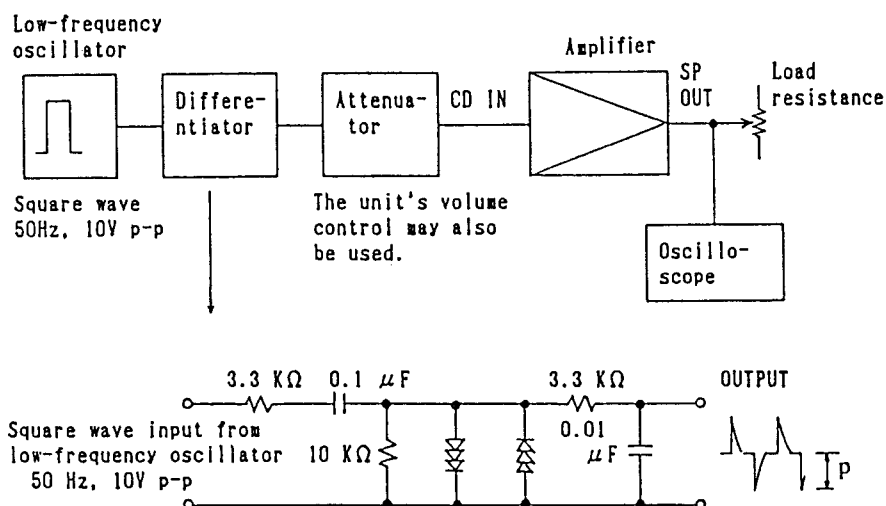 Low-frequency
oscillator
Differe-
ntiator
Attenua-
tor
CD IN
Amplifier
SP
OUT
Load
resistance
Square wave
50Hz, 10V p-p
The unit's volume
control may also
be used.
Oscillo-
scope
3.3 KΩ
0.1 μF
3.3 KΩ
OUTPUT
Square wave input from
low-frequency oscillator
50 Hz, 10V p-p
10 KΩ
0.01
μF
p